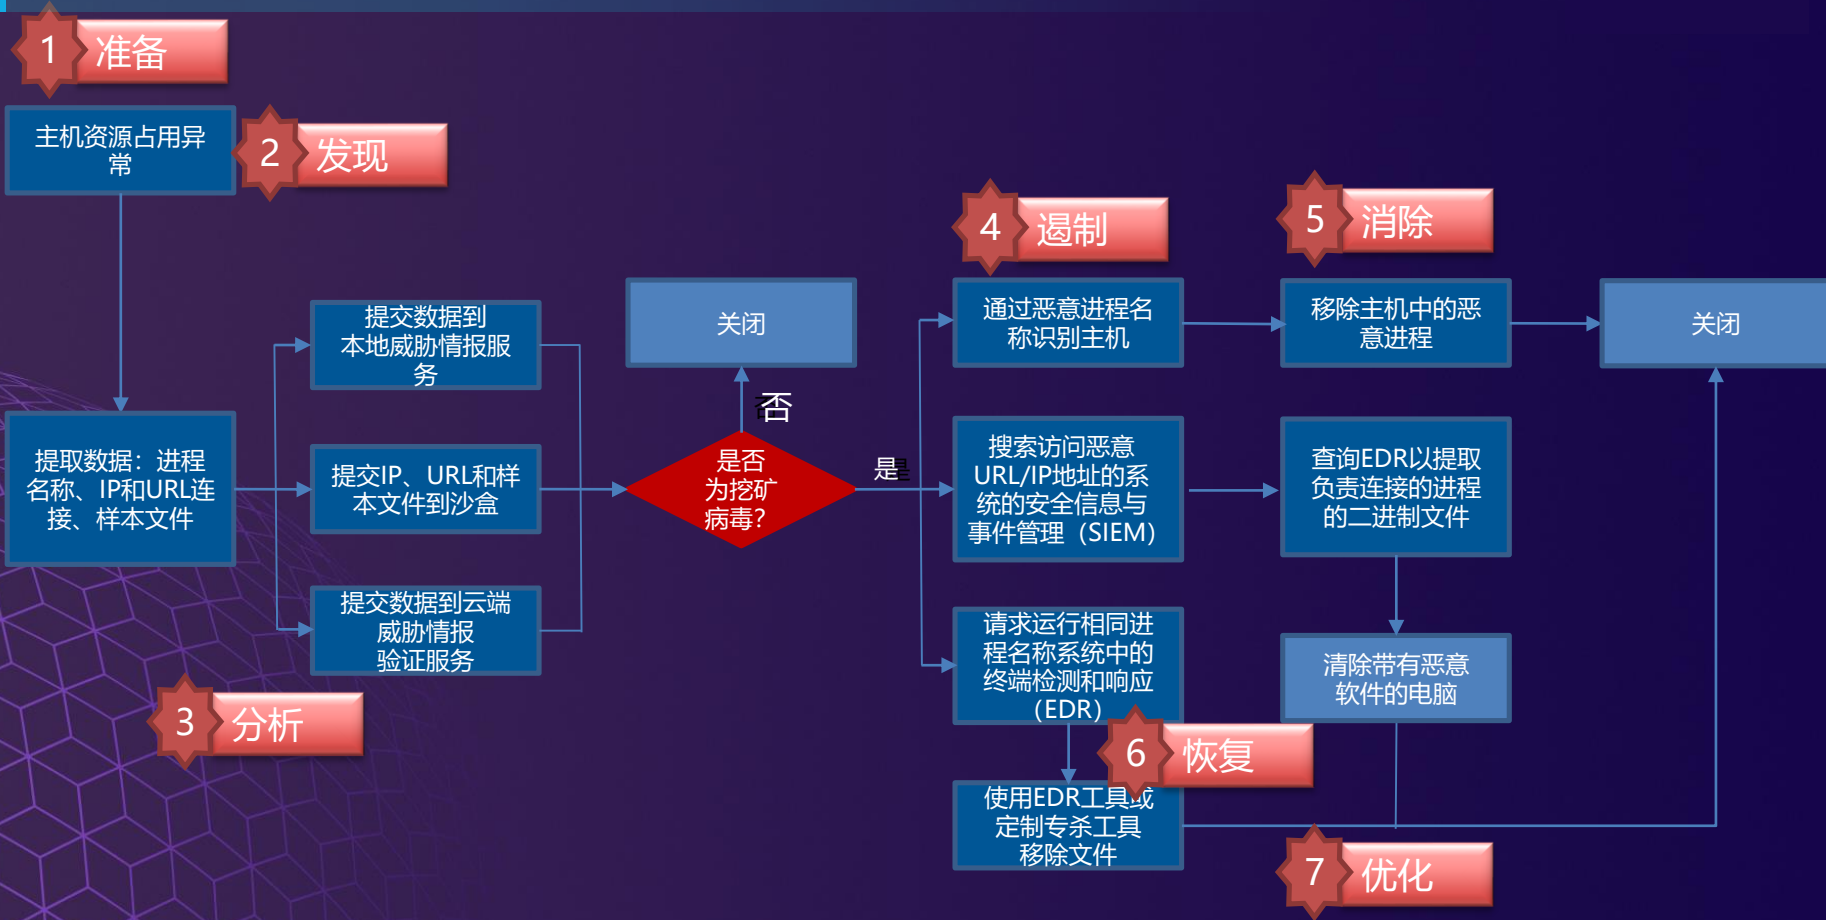 1
准备
主机资源占用异
常
2
发现
4
遏制
5
消除
提交数据到
本地威胁情报服
务
关闭
通过恶意进程名
称识别主机
移除主机中的恶
意进程
关闭
否
提取数据：进程
名称、IP和URL连
接、样本文件
提交IP、URL和样
本文件到沙盒
是否
为挖矿
病毒？
是
搜索访问恶意
URL/IP地址的系
统的安全信息与
事件管理（SIEM）
查询EDR以提取
负责连接的进程
的二进制文件
提交数据到云端
威胁情报
验证服务
请求运行相同进
程名称系统中的
终端检测和响应
（EDR）
清除带有恶意
软件的电脑
3
分析
6
恢复
使用EDR工具或
定制专杀工具
移除文件
7
优化